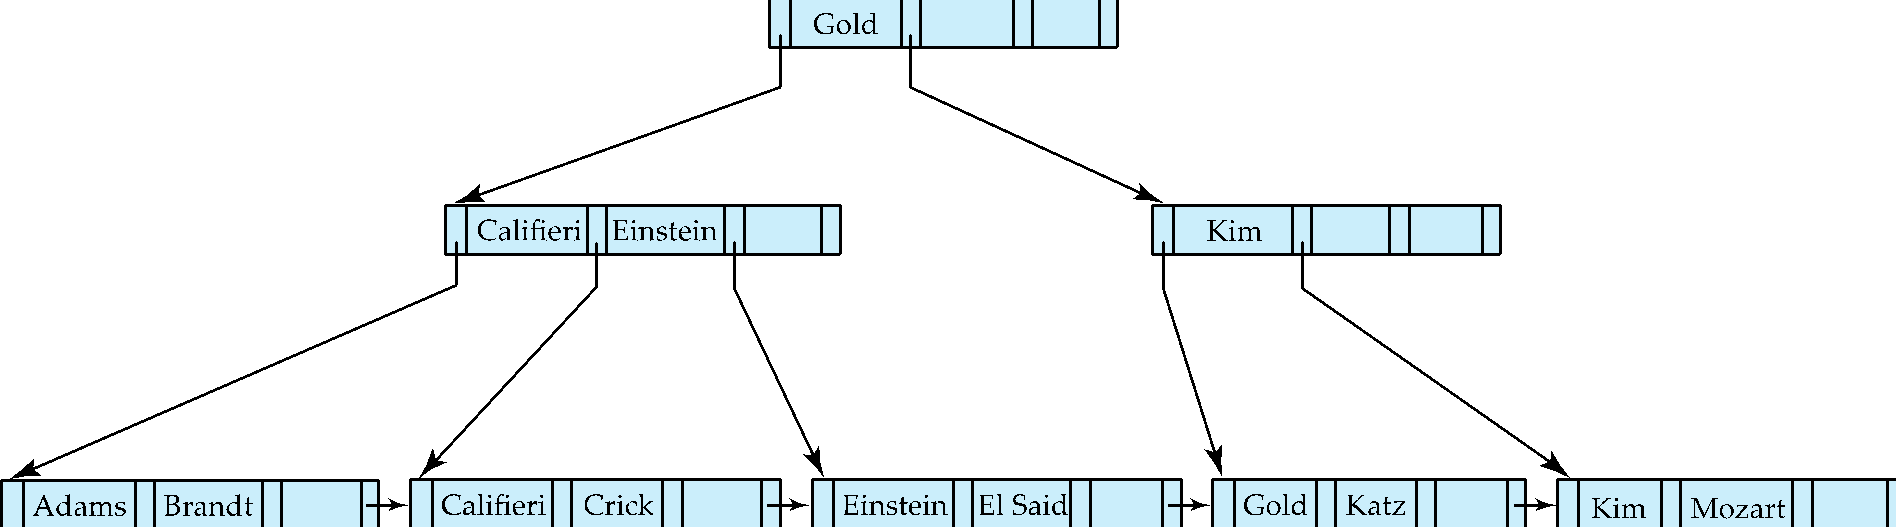 Gold
Califieri Einstein
Kim
Adams Brandt
Califieri Crick
Einstein El Said
Gold Katz
Kim Mozart